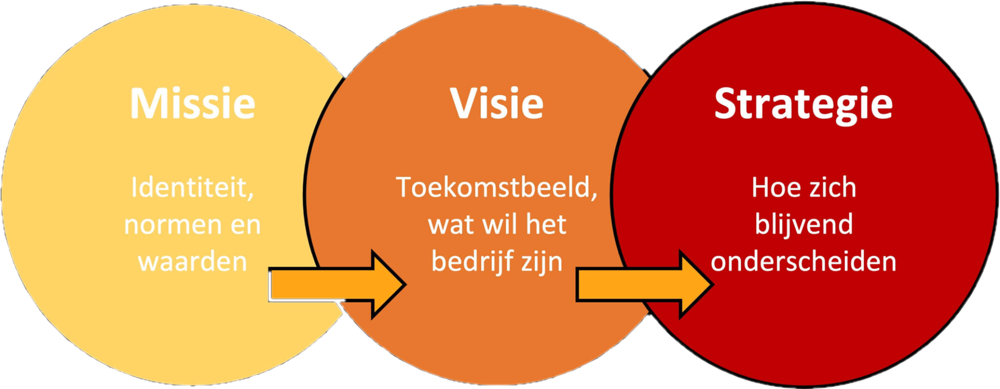 Missie
Identiteit,
normen en
waarden
Visie
Toekomstbeeld,
wat wil het
bedrijf zijn
Strategie
Hoe zich
blijvend
onderscheiden